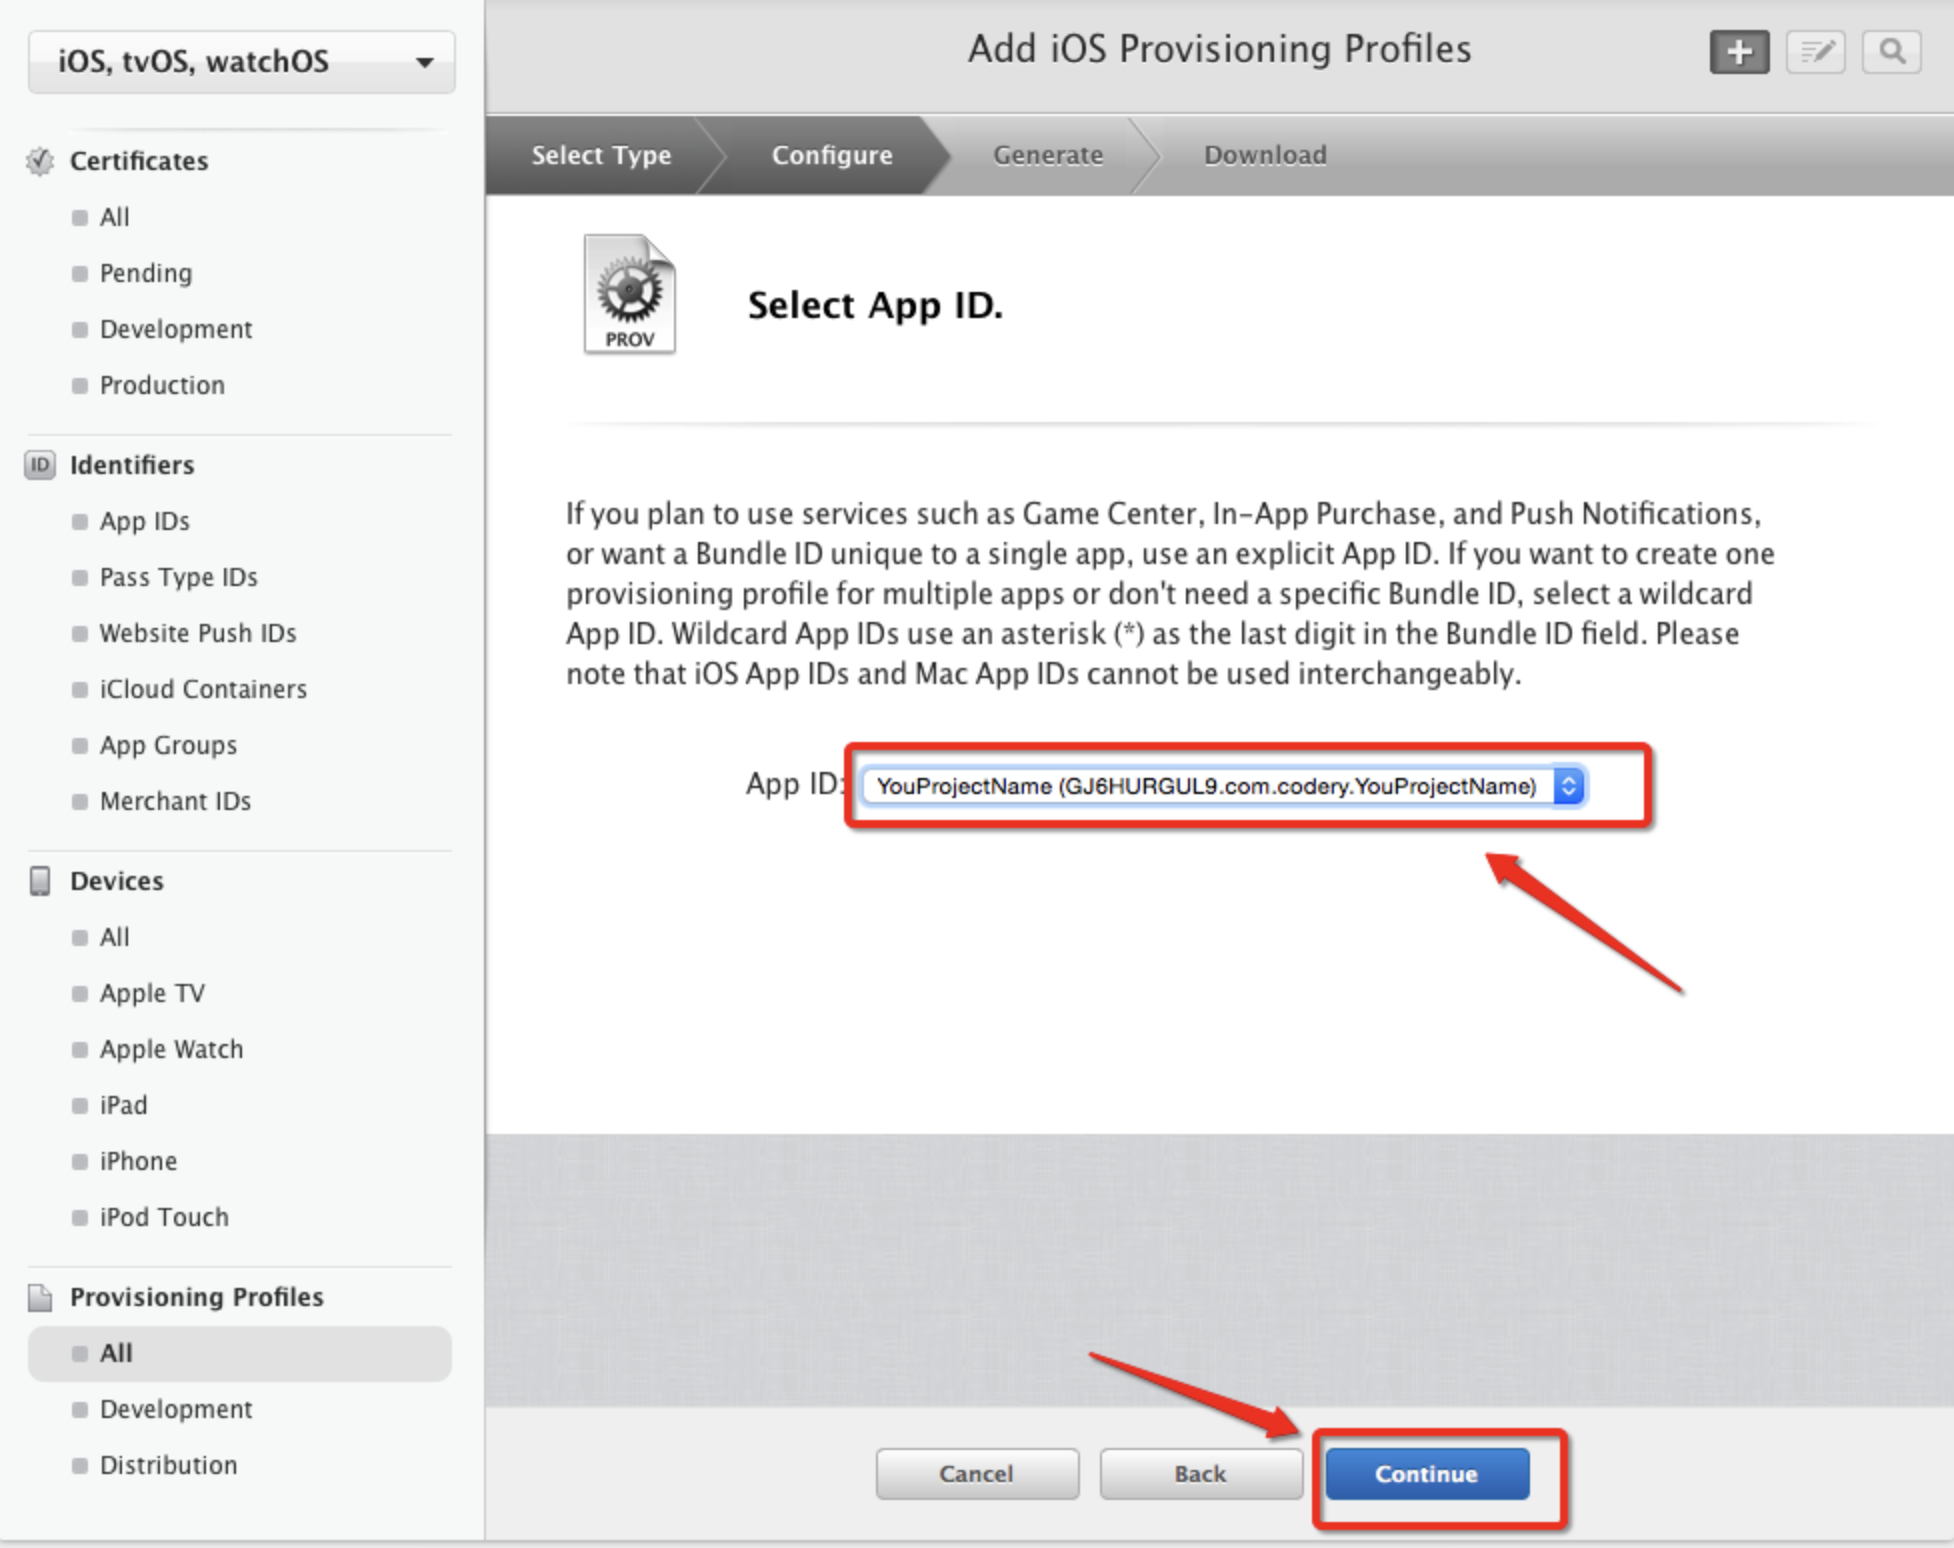 iOS, tvOS, watchOS
Certificates
All
Pending
Development
Production
ID Identifiers
App IDs
Pass Type IDs
Website Push IDs
iCloud Containers
App Groups
Merchant IDs
Devices
All
Apple TV
Apple Watch
iPad
iPhone
iPod Touch
Provisioning Profiles
All
Development
Distribution
Add iOS Provisioning Profiles
Select Type
Configure
Generate
Download
PROV
Select App ID.
If you plan to use services such as Game Center, In-App Purchase, and Push Notifications,
or want a Bundle ID unique to a single app, use an explicit App ID. If you want to create one
provisioning profile for multiple apps or don't need a specific Bundle ID, select a wildcard
App ID. Wildcard App IDs use an asterisk (*) as the last digit in the Bundle ID field. Please
note that iOS App IDs and Mac App IDs cannot be used interchangeably.
App ID: YouProjectName (GJ6HURGUL9.com.codery.YouProjectName)
Cancel
Back
Continue